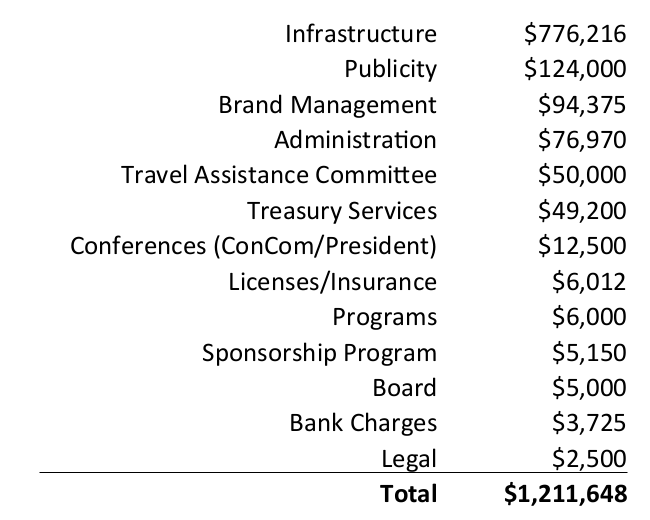 Infrastructure $776,216
Publicity $124,000
Brand Management $94,375
Administration $76,970
Travel Assistance Committee $50,000
Treasury Services $49,200
Conferences (ConCom/President) $12,500
Licenses/Insurance $6,012
Programs $6,000
Sponsorship Program $5,150
Board $5,000
Bank Charges $3,725
Legal $2,500
Total $1,211,648